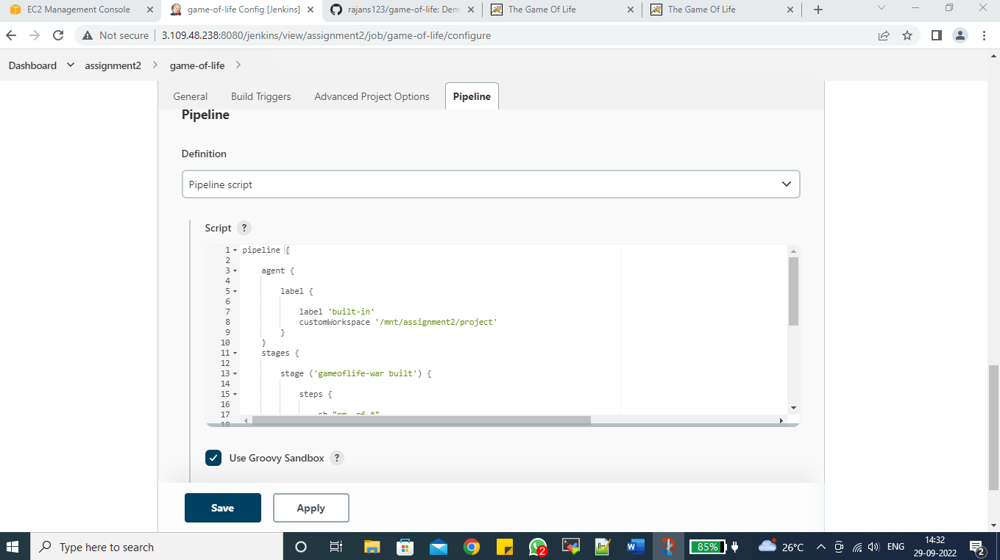 EC2 Management Console
game-of-life Config [Jenkins]
rajans123/game-of-life: Dem
The Game Of Life
The Game Of Life
Not secure
3.109.48.238:8080/jenkins/view/assignment2/job/game-of-life/configure
Dashboard
assignment2
game-of-life
General
Build Triggers
Advanced Project Options
Pipeline
Pipeline
Definition
Pipeline script
Script ?
1 pipeline {
2
3 agent {
4
5 label {
6
7 label 'built-in'
8 customWorkspace '/mnt/assignment2/project'
9 }
10 }
11 stages {
12
13 stage ('gameoflife-war built') {
14
15 steps {
16
17 sh "rm -rf *"
18
Use Groovy Sandbox ?
Save
Apply
Type here to search
2
85%
26°C
ENG
14:32
29-09-2022
2